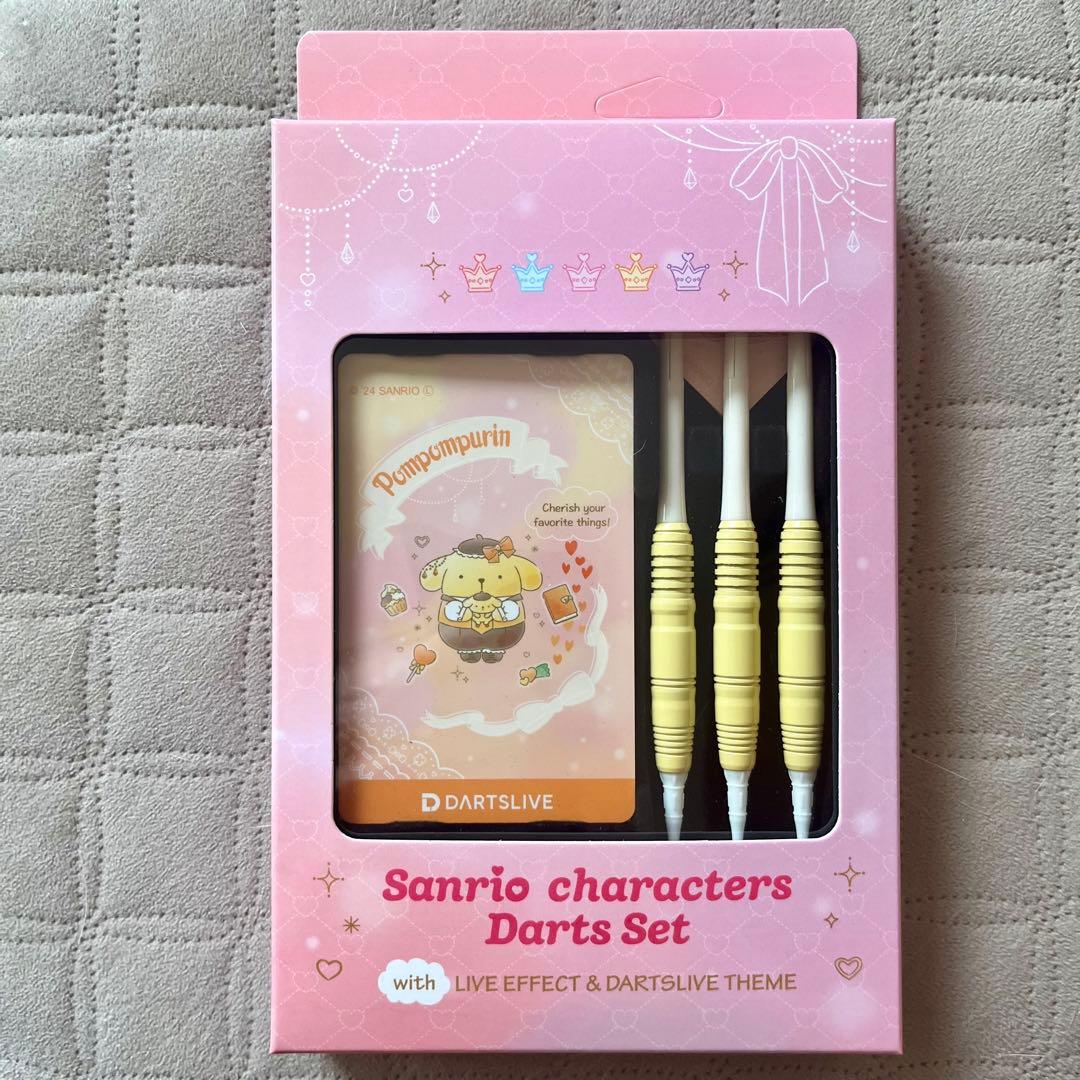 © '24 SANRIO Ⓛ
Pompompurin
Cherish your
favorite things!
DARTSLIVE
Sanrio characters
Darts Set
with LIVE EFFECT & DARTSLIVE THEME